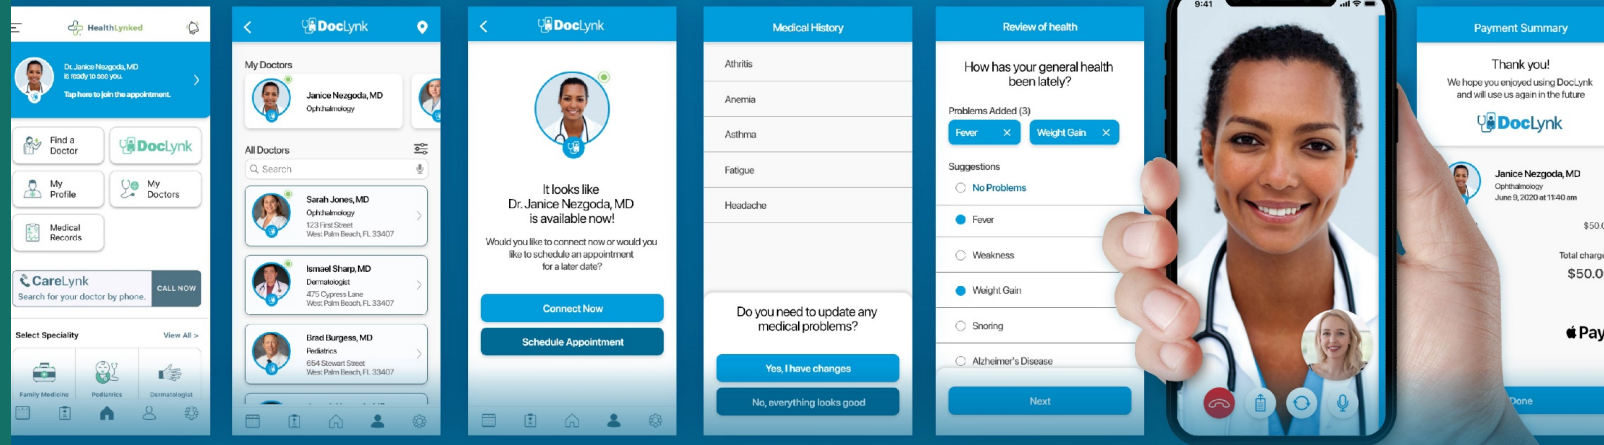 HealthLynked
Dr. Janice Nezgoda, MD
is ready to see you.
Tap here to join the appointment.
Find a
Doctor
DocLynk
My
Profile
My
Doctors
Medical
Records
CareLynk
Search for your doctor by phone.
CALL NOW
Select Speciality
View All >
Family Medicine
Pediatrics
Dermatologist
DocLynk
My Doctors
Janice Nezgoda, MD
Ophthalmology
All Doctors
Search
Sarah Jones, MD
Ophthalmology
123 First Street
West Palm Beach, FL 33407
Ismael Sharp, MD
Dermatologist
475 Cypress Lane
West Palm Beach, FL 33407
Brad Burgess, MD
Pediatrics
654 Stewart Street
West Palm Beach, FL 33407
DocLynk
It looks like
Dr. Janice Nezgoda, MD
is available now!
Would you like to connect now or would you
like to schedule an appointment
for a later date?
Connect Now
Schedule Appointment
Medical History
Athritis
Anemia
Asthma
Fatigue
Headache
Do you need to update any
medical problems?
Yes, I have changes
No, everything looks good
Review of health
How has your general health
been lately?
Problems Added (3)
Fever ×
Weight Gain ×
Suggestions
No Problems
Fever
Weakness
Weight Gain
Snoring
Alzheimer's Disease
Next
9:41
Payment Summary
Thank you!
We hope you enjoyed using DocLynk
and will use us again in the future
DocLynk
Janice Nezgoda, MD
Ophthalmology
June 9, 2020 at 11:40 am
$50.0
Total charge
$50.0
Pay
Done